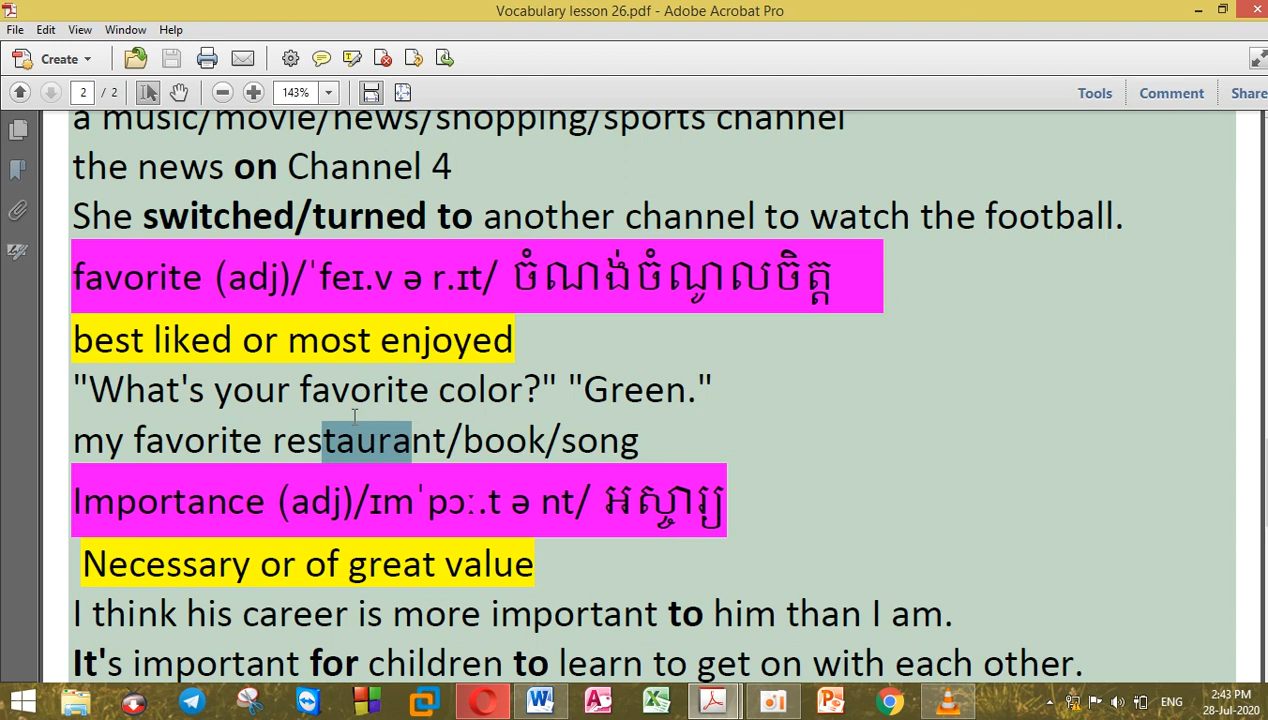 Vocabulary lesson 26.pdf - Adobe Acrobat Pro
File Edit View Window Help
Create
2 / 2 143% Tools Comment Share
a music/movie/news/shopping/sports channel
the news on Channel 4
She switched/turned to another channel to watch the football.
favorite (adj)/ˈfeɪ.v ə r.ɪt/ ចំណង់ចំណូលចិត្ត
best liked or most enjoyed
"What's your favorite color?" "Green."
my favorite restaurant/book/song
Importance (adj)/ɪmˈpɔː.t ə nt/ អស្ចារ្យ
Necessary or of great value
I think his career is more important to him than I am.
It's important for children to learn to get on with each other.
ENG
2:43 PM
28-Jul-2020